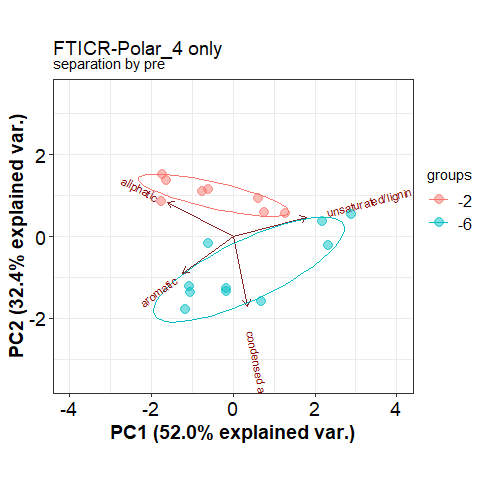 FTICR-Polar_4 only
separation by pre
PC2 (32.4% explained var.)
2
0
-2
aliphatic
unsaturated/lignin
aromatic
condensed a
groups
-2
-6
-4
-2
0
2
4
PC1 (52.0% explained var.)